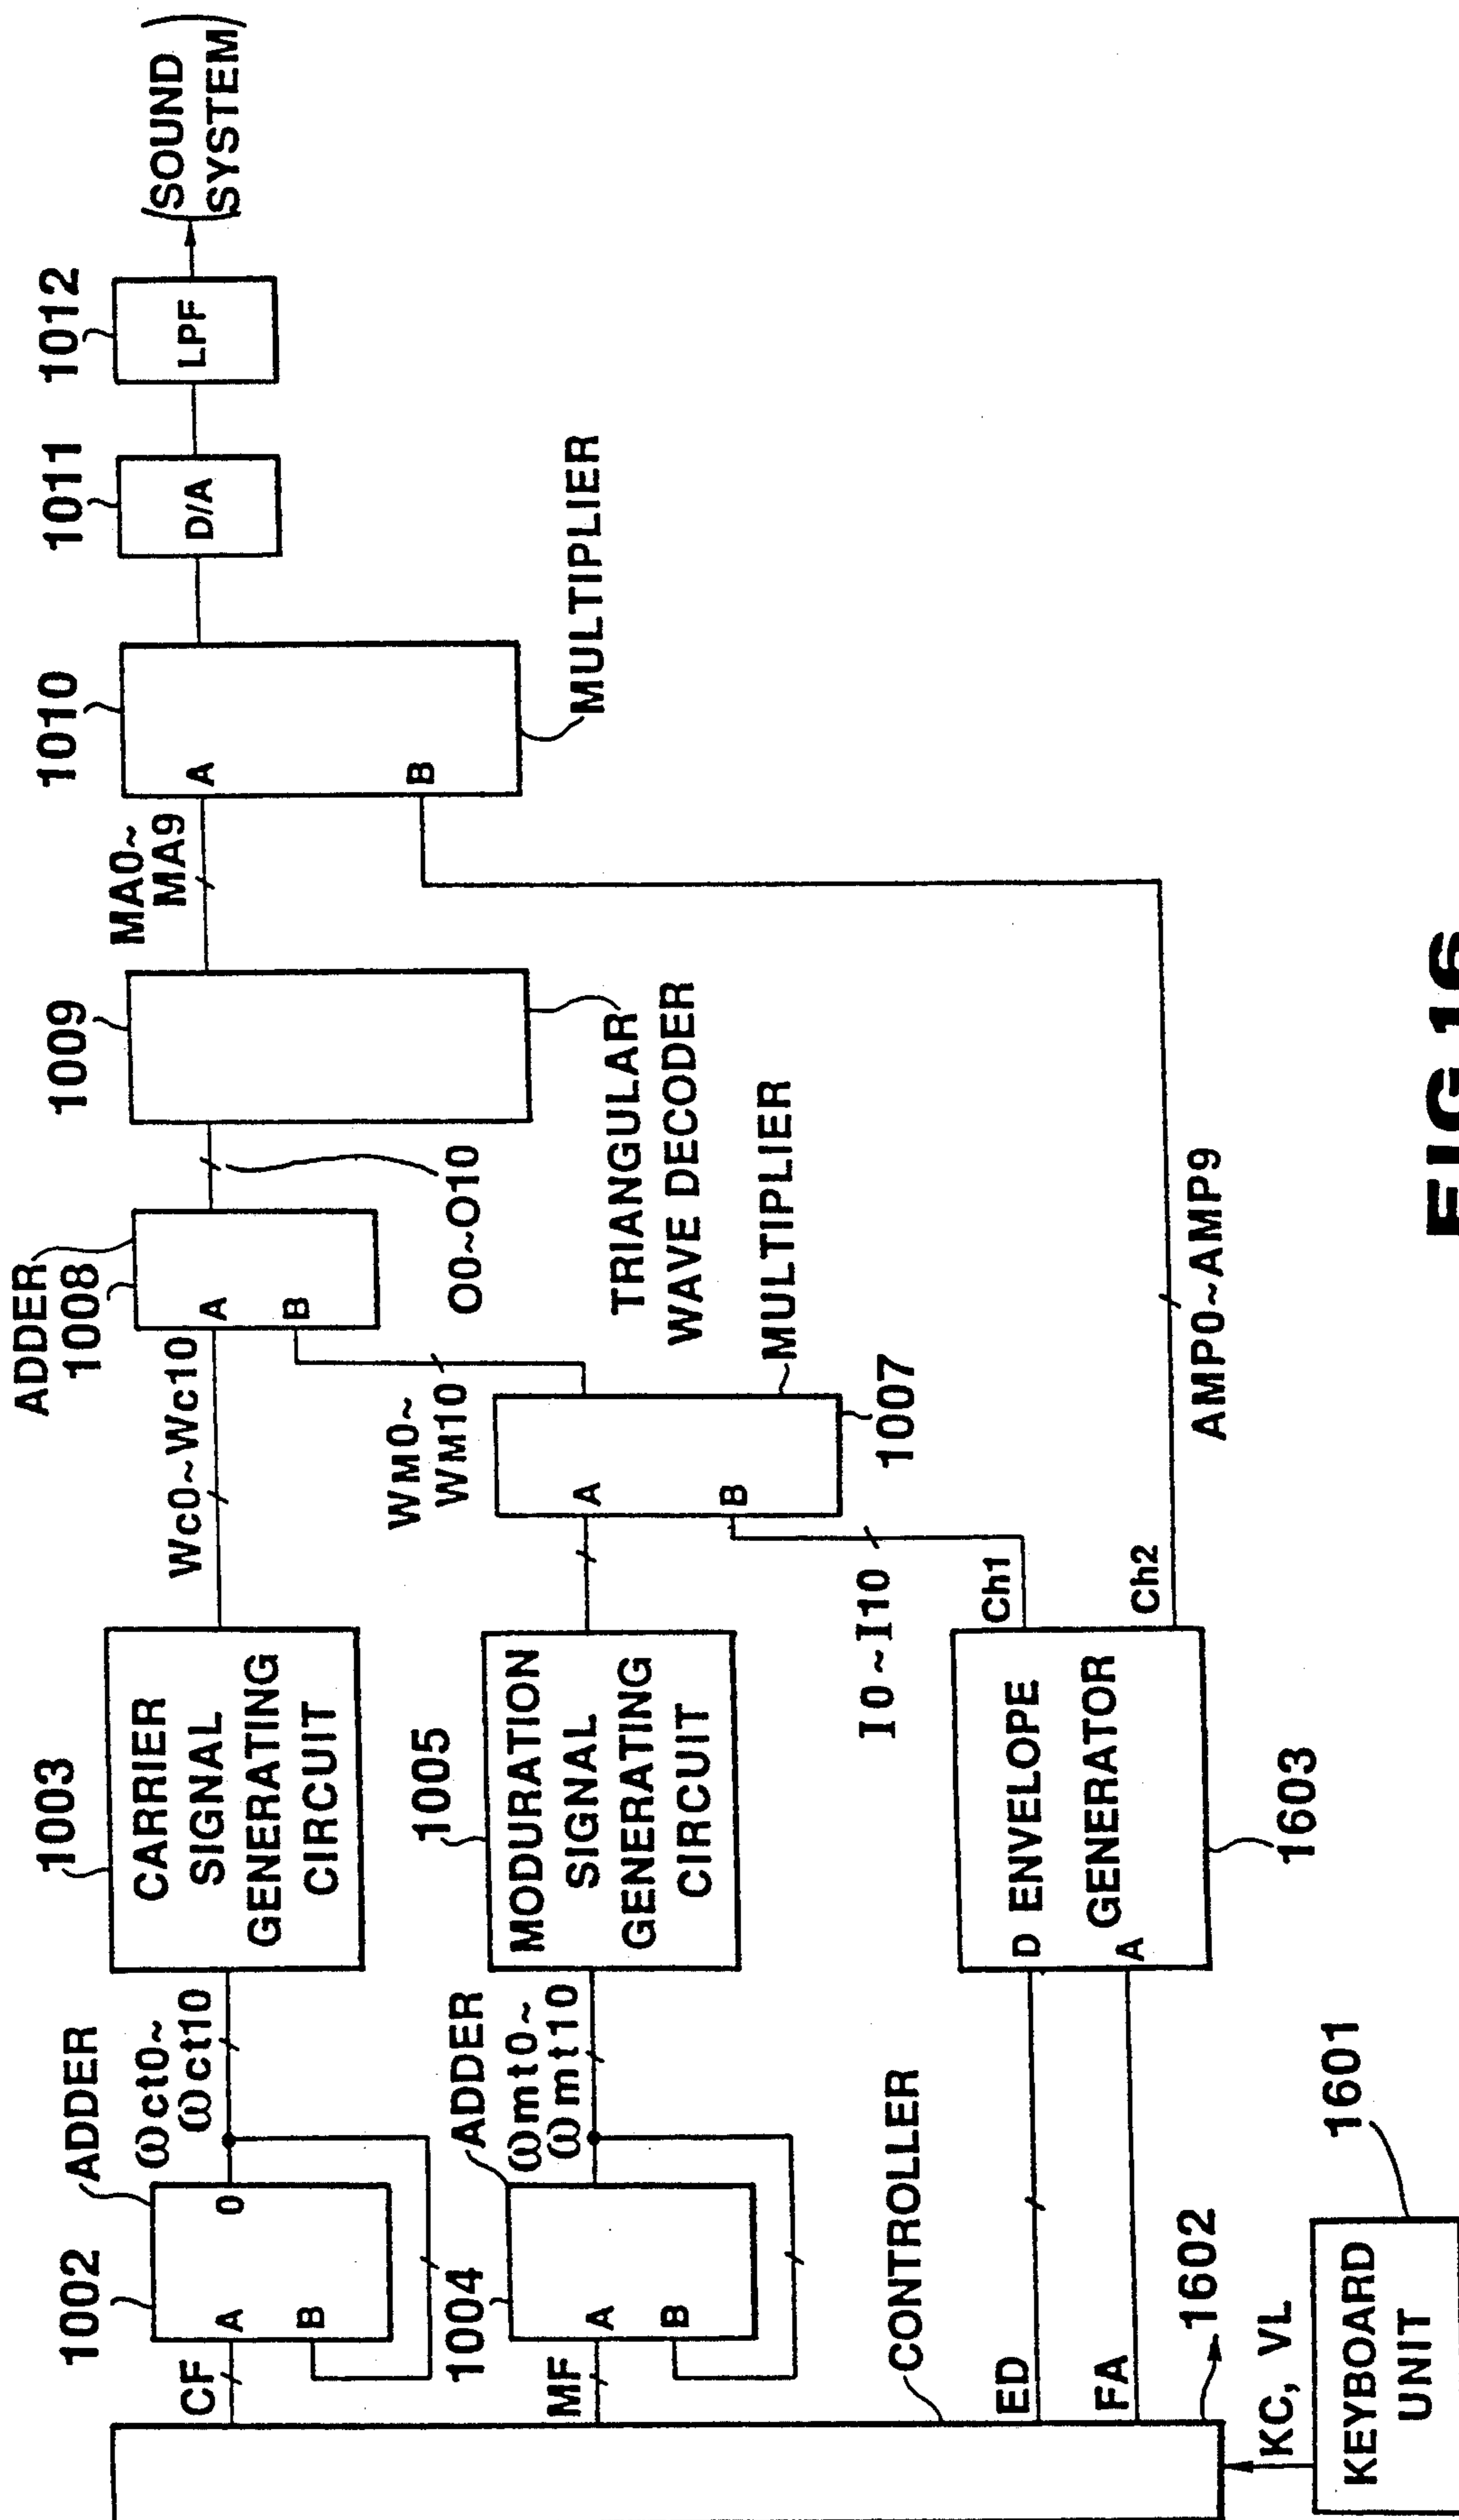 KEYBOARD
UNIT
1601
KC, VL
1602
CONTROLLER
CF
MF
ED
FA
1002
ADDER
A
B
O
ωct0~
ωct10
1004
ADDER
A
B
ωmt0~
ωmt10
1003
CARRIER
SIGNAL
GENERATING
CIRCUIT
1005
MODURATION
SIGNAL
GENERATING
CIRCUIT
D ENVELOPE
A GENERATOR
1603
Ch1
Ch2
Wc0~Wc10
WM0~
WM10
I0~I10
A
B
1007
MULTIPLIER
ADDER
1008
A
B
O0~O10
1009
TRIANGULAR
WAVE DECODER
MA0~
MA9
AMP0~AMP9
1010
A
B
MULTIPLIER
1011
D/A
1012
LPF
(SOUND
SYSTEM)
FIG.16